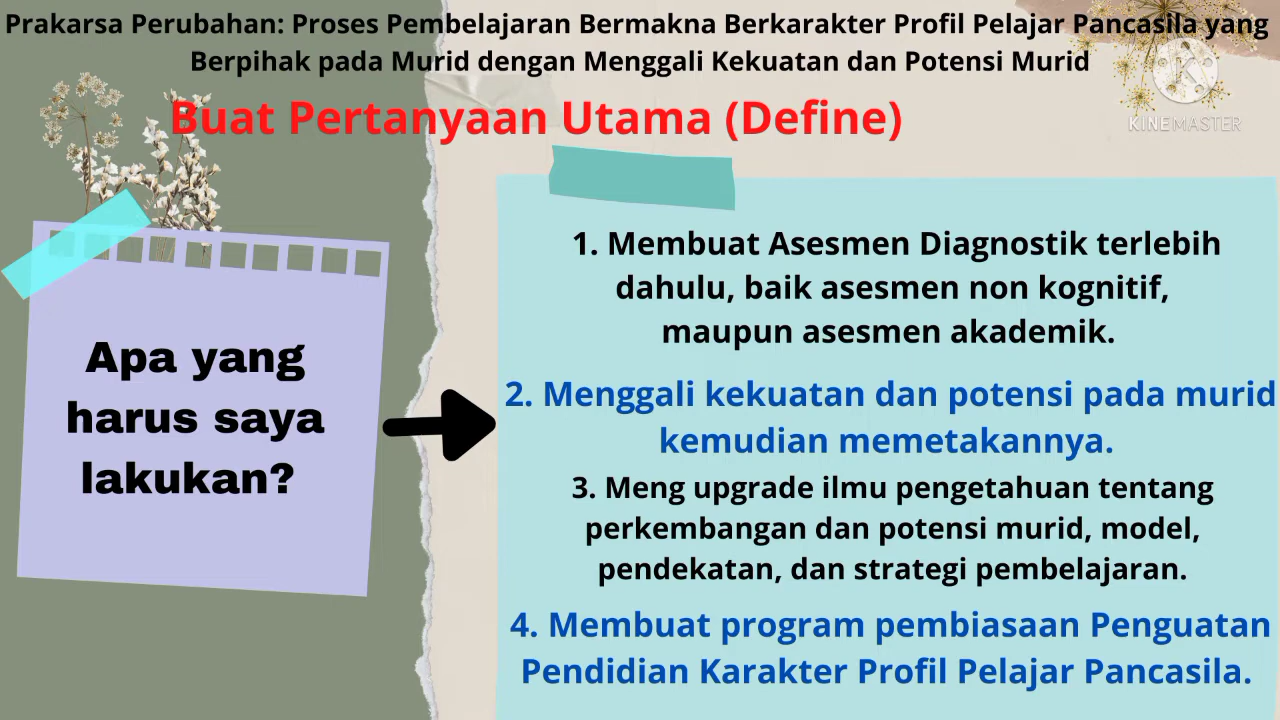 Prakarsa Perubahan: Proses Pembelajaran Bermakna Berkarakter Profil Pelajar Pancasila yang
Berpihak pada Murid dengan Menggali Kekuatan dan Potensi Murid
Buat Pertanyaan Utama (Define)
KINEMASTER
Apa yang
harus saya
lakukan?
1. Membuat Asesmen Diagnostik terlebih
dahulu, baik asesmen non kognitif,
maupun asesmen akademik.
2. Menggali kekuatan dan potensi pada murid
kemudian memetakannya.
3. Meng upgrade ilmu pengetahuan tentang
perkembangan dan potensi murid, model,
pendekatan, dan strategi pembelajaran.
4. Membuat program pembiasaan Penguatan
Pendidian Karakter Profil Pelajar Pancasila.